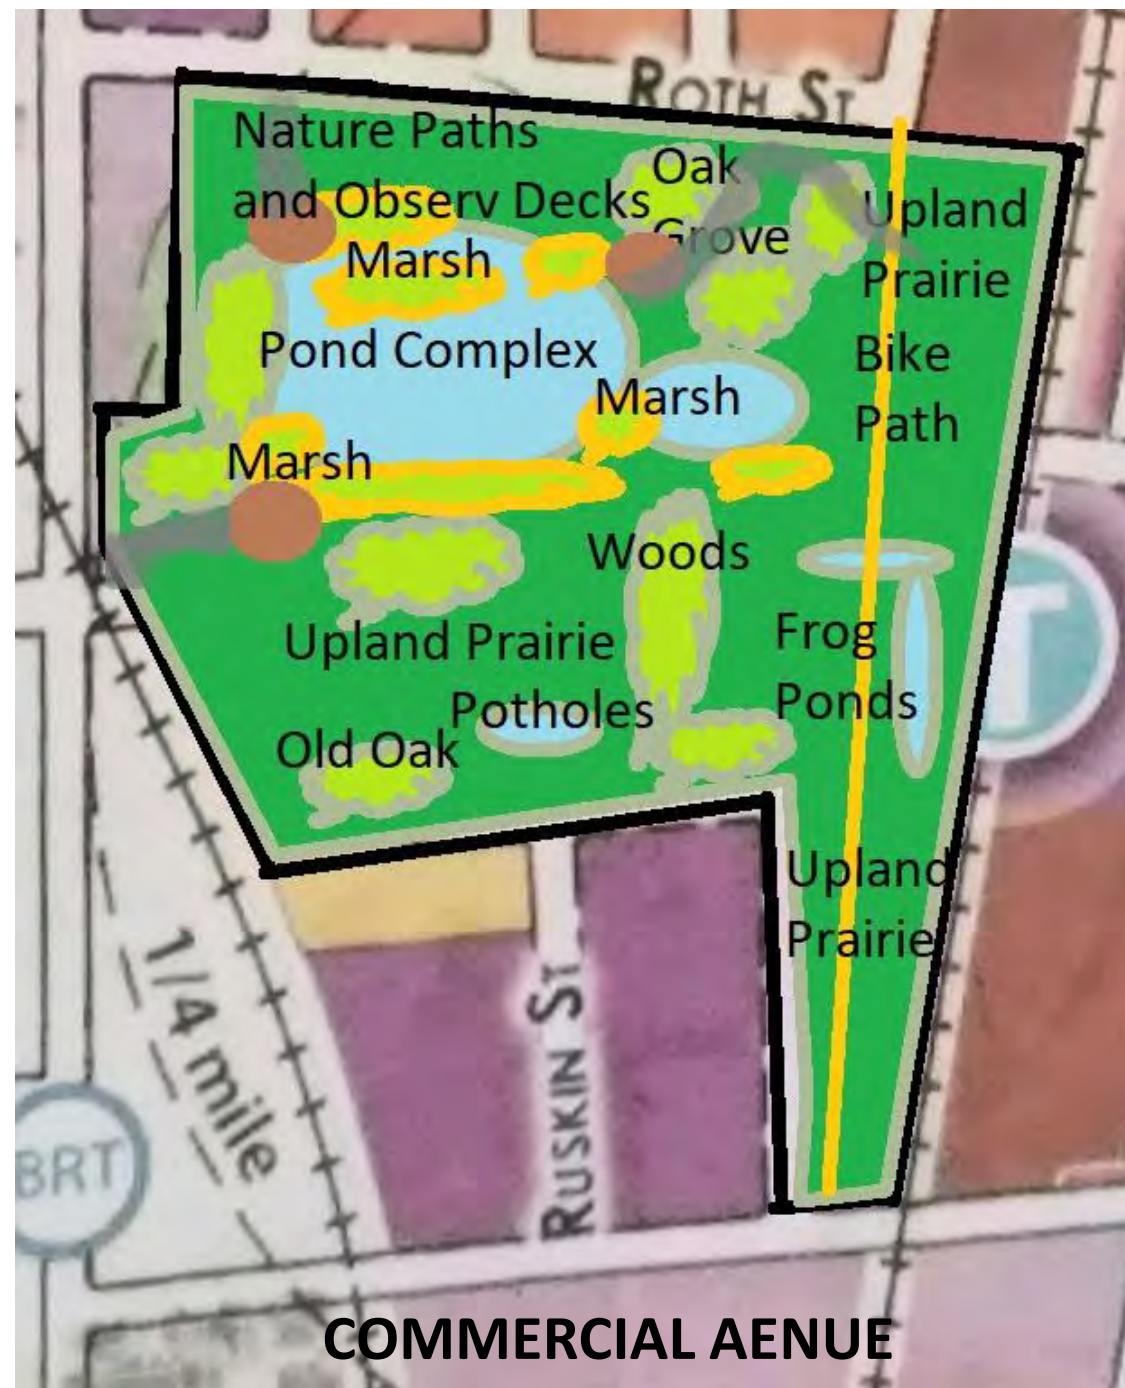 ROTH ST
Nature Paths
and Observ Decks
Oak
Grove
Upland
Prairie
Marsh
Pond Complex
Bike
Path
Marsh
Marsh
Woods
Upland Prairie
Frog
Ponds
Potholes
Old Oak
T
Upland
Prairie
1/4 mile
RUSKIN ST
BRT
COMMERCIAL AENUE